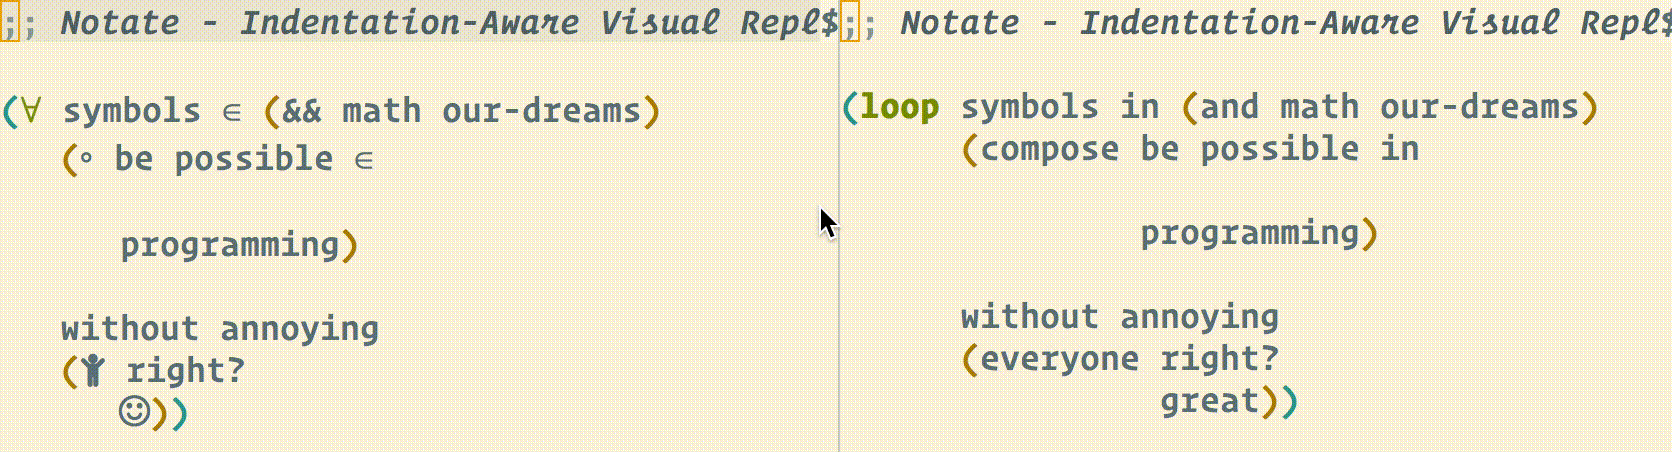 ;; Notate - Indentation-Aware Visual Repl$
(∀ symbols ∈ (&& math our-dreams)
(∘ be possible ∈
programming)
without annoying
( right?
☺))
;; Notate - Indentation-Aware Visual Repl$
(loop symbols in (and math our-dreams)
(compose be possible in
programming)
without annoying
(everyone right?
great))